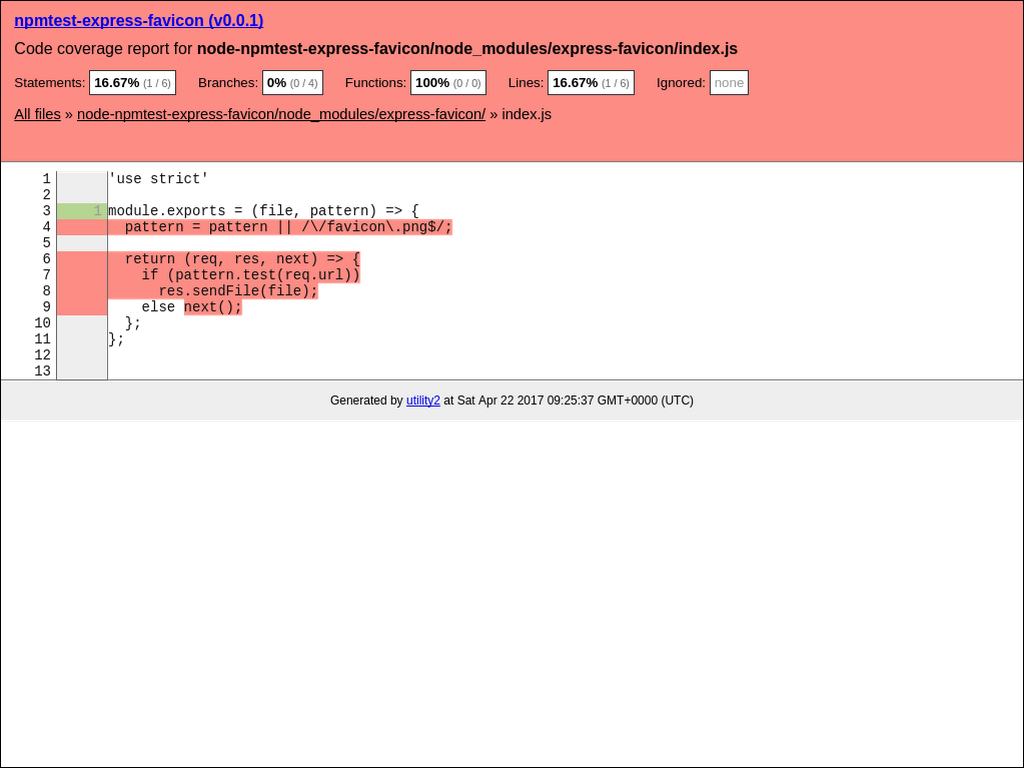 npmtest-express-favicon (v0.0.1)
Code coverage report for node-npmtest-express-favicon/node_modules/express-favicon/index.js
Statements: 16.67% (1 / 6) Branches: 0% (0 / 4) Functions: 100% (0 / 0) Lines: 16.67% (1 / 6) Ignored: none
All files » node-npmtest-express-favicon/node_modules/express-favicon/ » index.js
1 'use strict'
2
3 1 module.exports = (file, pattern) => {
4   pattern = pattern || /\/favicon\.png$/;
5
6   return (req, res, next) => {
7     if (pattern.test(req.url))
8       res.sendFile(file);
9     else next();
10   };
11 };
12
13
Generated by utility2 at Sat Apr 22 2017 09:25:37 GMT+0000 (UTC)